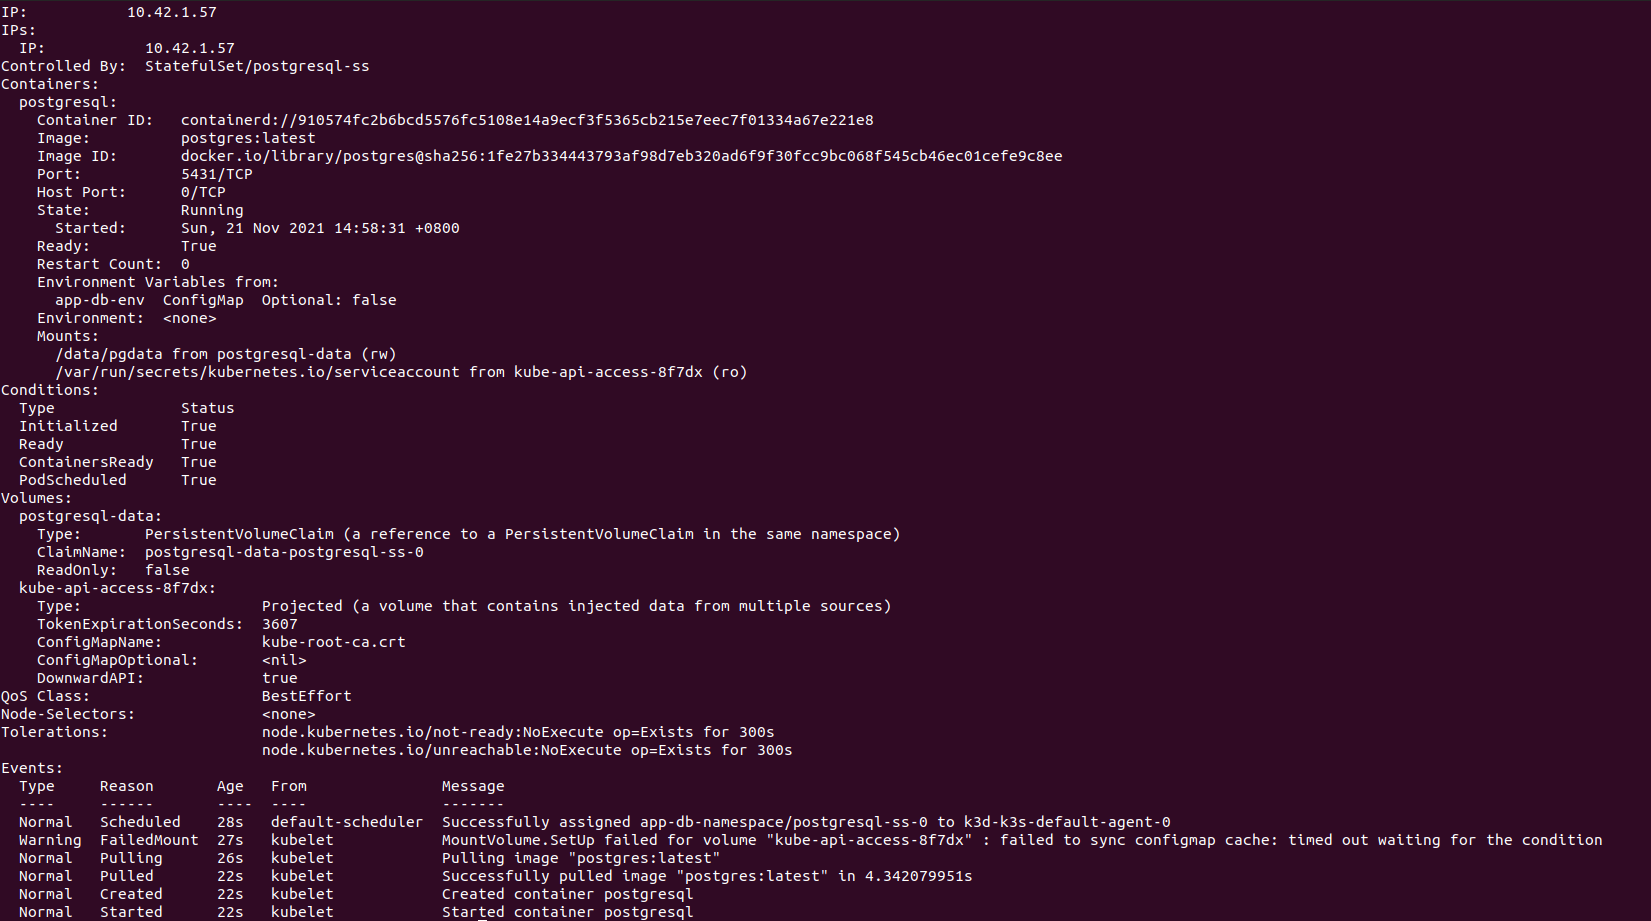 IP:           10.42.1.57
IPs:
  IP:           10.42.1.57
Controlled By:  StatefulSet/postgresql-ss
Containers:
  postgresql:
    Container ID:   containerd://910574fc2b6bcd5576fc5108e14a9ecf3f5365cb215e7eec7f01334a67e221e8
    Image:          postgres:latest
    Image ID:       docker.io/library/postgres@sha256:1fe27b334443793af98d7eb320ad6f9f30fcc9bc068f545cb46ec01cefe9c8ee
    Port:           5431/TCP
    Host Port:      0/TCP
    State:          Running
      Started:      Sun, 21 Nov 2021 14:58:31 +0800
    Ready:          True
    Restart Count:  0
    Environment Variables from:
      app-db-env  ConfigMap  Optional: false
    Environment:  <none>
    Mounts:
      /data/pgdata from postgresql-data (rw)
      /var/run/secrets/kubernetes.io/serviceaccount from kube-api-access-8f7dx (ro)
Conditions:
  Type              Status
  Initialized       True
  Ready             True
  ContainersReady   True
  PodScheduled      True
Volumes:
  postgresql-data:
    Type:       PersistentVolumeClaim (a reference to a PersistentVolumeClaim in the same namespace)
    ClaimName:  postgresql-data-postgresql-ss-0
    ReadOnly:   false
  kube-api-access-8f7dx:
    Type:                    Projected (a volume that contains injected data from multiple sources)
    TokenExpirationSeconds:  3607
    ConfigMapName:           kube-root-ca.crt
    ConfigMapOptional:       <nil>
    DownwardAPI:             true
QoS Class:                   BestEffort
Node-Selectors:              <none>
Tolerations:                 node.kubernetes.io/not-ready:NoExecute op=Exists for 300s
                             node.kubernetes.io/unreachable:NoExecute op=Exists for 300s
Events:
  Type     Reason       Age   From               Message
  ----     ------       ----  ----               -------
  Normal   Scheduled    28s   default-scheduler  Successfully assigned app-db-namespace/postgresql-ss-0 to k3d-k3s-default-agent-0
  Warning  FailedMount  27s   kubelet            MountVolume.SetUp failed for volume "kube-api-access-8f7dx" : failed to sync configmap cache: timed out waiting for the condition
  Normal   Pulling      26s   kubelet            Pulling image "postgres:latest"
  Normal   Pulled       22s   kubelet            Successfully pulled image "postgres:latest" in 4.342079951s
  Normal   Created      22s   kubelet            Created container postgresql
  Normal   Started      22s   kubelet            Started container postgresql